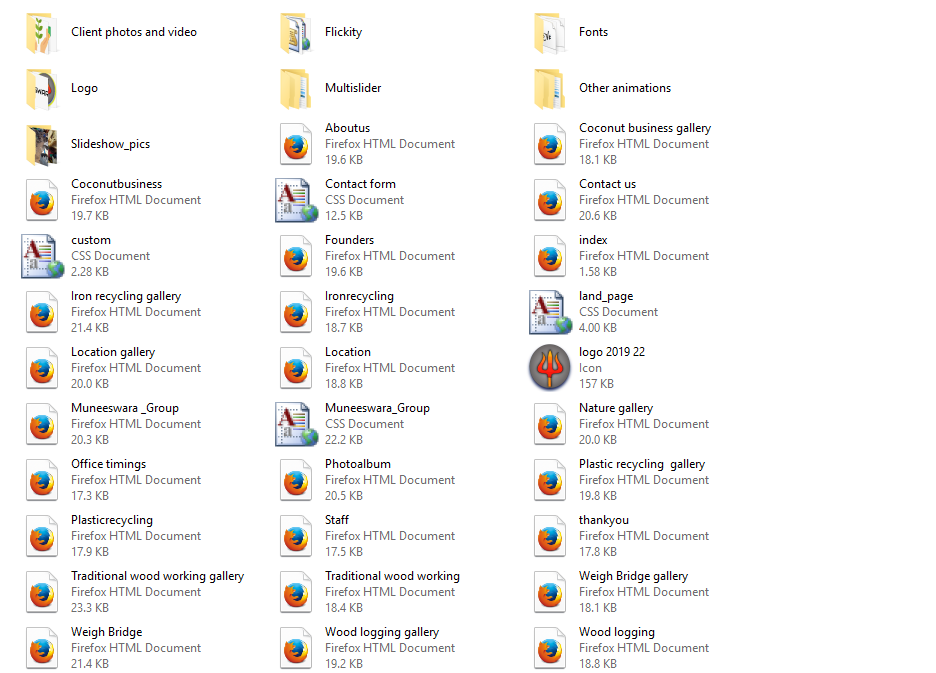 Client photos and video
Flickity
Fonts
Logo
Multislider
Other animations
Slideshow_pics
Aboutus
Firefox HTML Document
19.6 KB
Coconut business gallery
Firefox HTML Document
18.1 KB
Coconutbusiness
Firefox HTML Document
19.7 KB
Contact form
CSS Document
12.5 KB
Contact us
Firefox HTML Document
20.6 KB
custom
CSS Document
2.28 KB
Founders
Firefox HTML Document
19.6 KB
index
Firefox HTML Document
1.58 KB
Iron recycling gallery
Firefox HTML Document
21.4 KB
Ironrecycling
Firefox HTML Document
18.7 KB
land_page
CSS Document
4.00 KB
Location gallery
Firefox HTML Document
20.0 KB
Location
Firefox HTML Document
18.8 KB
logo 2019 22
Icon
157 KB
Muneeswara _Group
Firefox HTML Document
20.3 KB
Muneeswara_Group
CSS Document
22.2 KB
Nature gallery
Firefox HTML Document
20.0 KB
Office timings
Firefox HTML Document
17.3 KB
Photoalbum
Firefox HTML Document
20.5 KB
Plastic recycling  gallery
Firefox HTML Document
19.8 KB
Plasticrecycling
Firefox HTML Document
17.9 KB
Staff
Firefox HTML Document
17.5 KB
thankyou
Firefox HTML Document
17.8 KB
Traditional wood working gallery
Firefox HTML Document
23.3 KB
Traditional wood working
Firefox HTML Document
18.4 KB
Weigh Bridge gallery
Firefox HTML Document
18.1 KB
Weigh Bridge
Firefox HTML Document
21.4 KB
Wood logging gallery
Firefox HTML Document
19.2 KB
Wood logging
Firefox HTML Document
18.8 KB